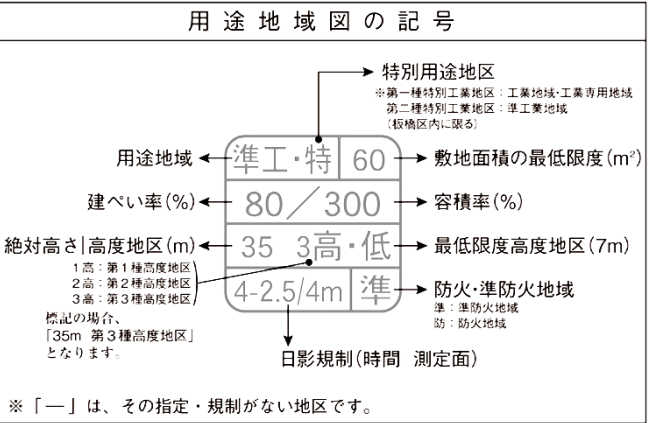 用途地域図の記号
特別用途地区
※第一種特別工業地区：工業地域・工業専用地域
第二種特別工業地区：準工業地域
（板橋区内に限る）
用途地域
準工・特
60
敷地面積の最低限度(m²)
建ぺい率(%)
80／300
容積率(%)
絶対高さ|高度地区(m)
35 3高・低
最低限度高度地区(7m)
1高：第1種高度地区
2高：第2種高度地区
3高：第3種高度地区
標記の場合、
「35m 第3種高度地区」
となります。
4-2.5/4m
準
防火・準防火地域
準：準防火地域
防：防火地域
日影規制(時間 測定面)
※「―」は、その指定・規制がない地区です。